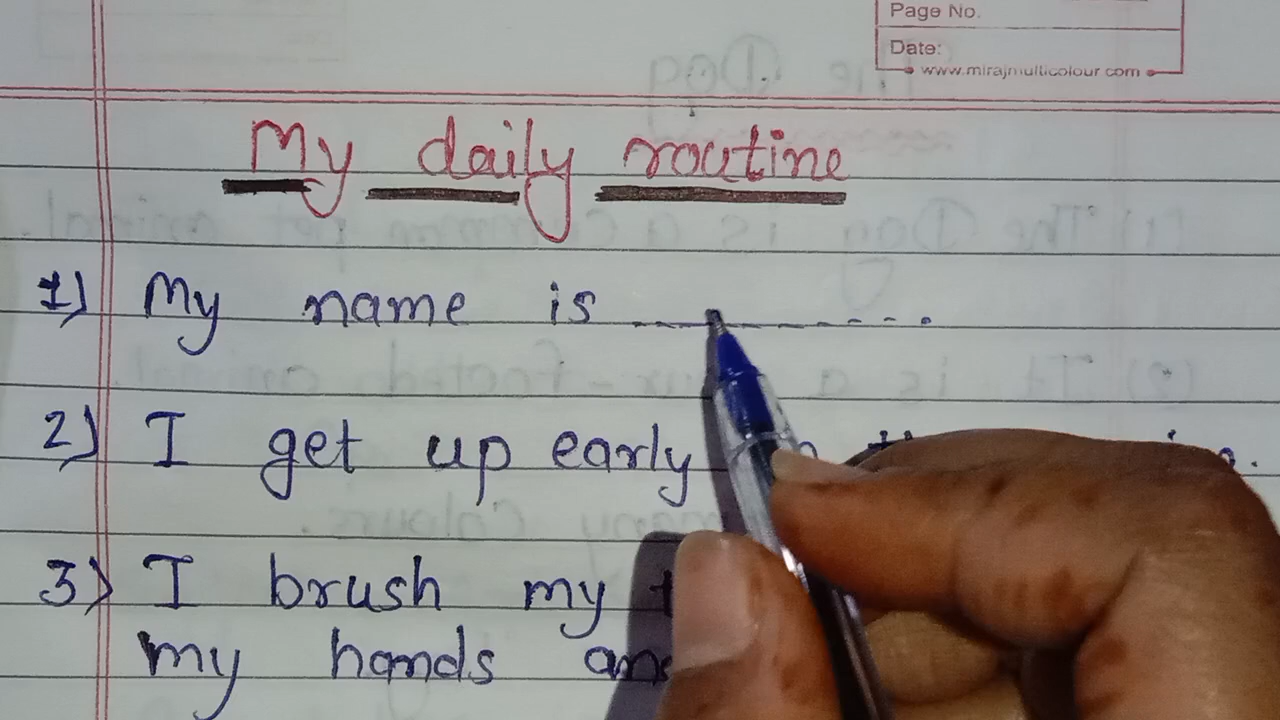 Page No.
Date:
www.mirajmulticolour.com
My daily routine
1) My name is ...........
2) I get up early
3) I brush my
my hands